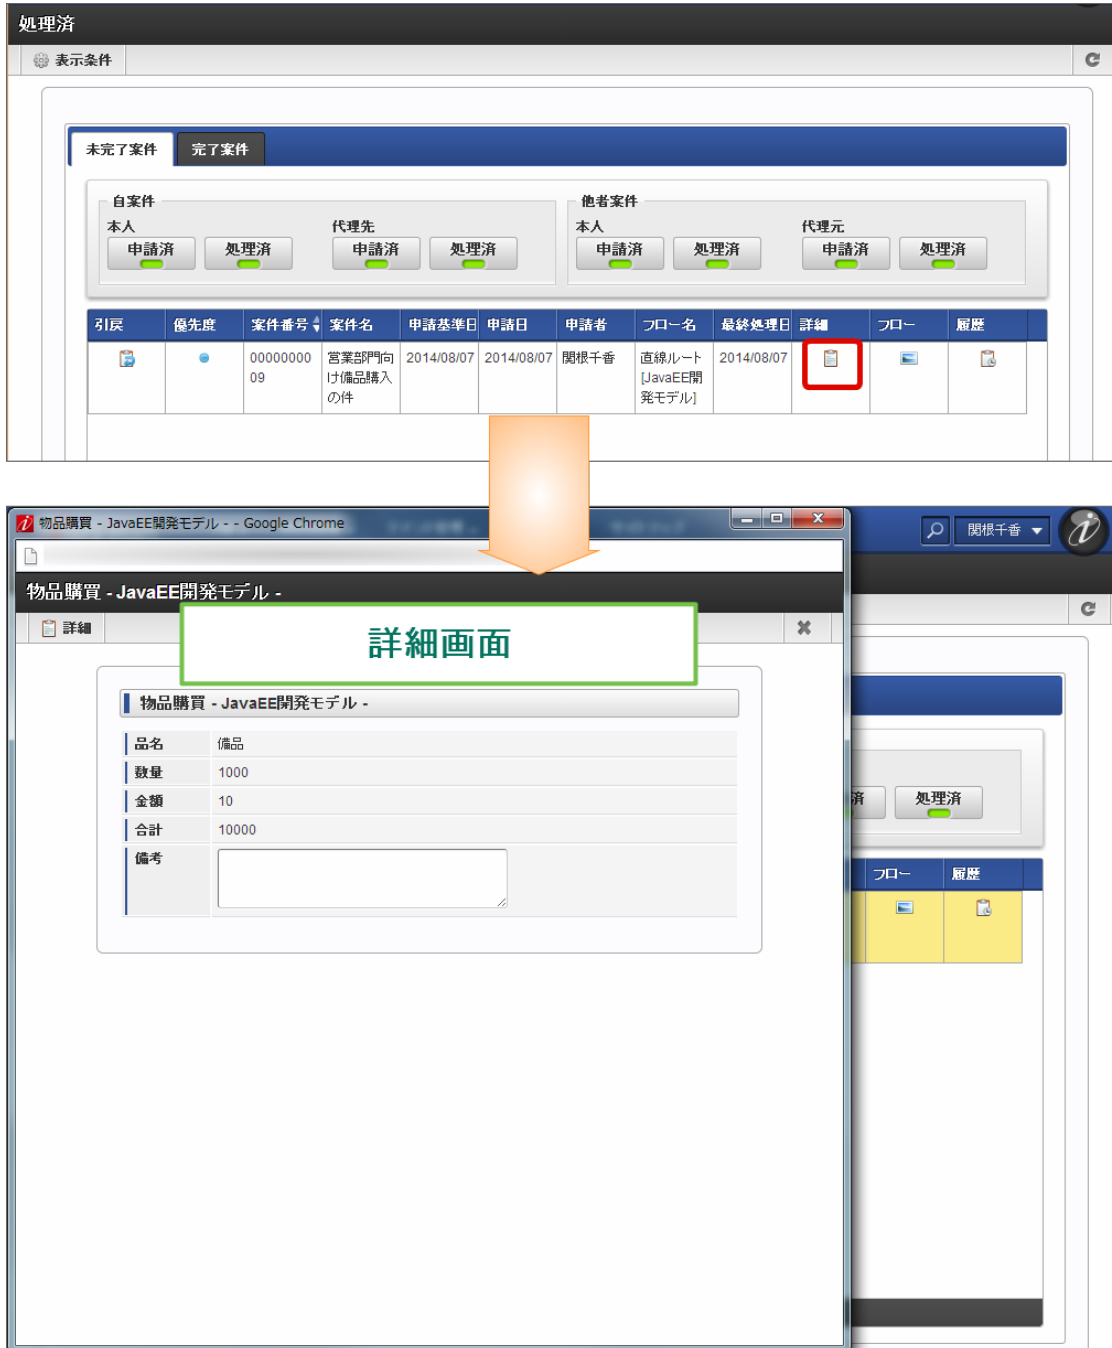 処理済
表示条件
未完了案件 完了案件
自案件 他者案件
本人 代理先 本人 代理元
申請済 処理済 申請済 処理済 申請済 処理済 申請済 処理済
引戻 優先度 案件番号 案件名 申請基準日 申請日 申請者 フロー名 最終処理日 詳細 フロー 履歴
00000000 営業部門向 2014/08/07 2014/08/07 関根千香 直線ルート 2014/08/07
09 け備品購入 [JavaEE開
の件 発モデル]
物品購買 - JavaEE開発モデル - - Google Chrome
関根千香
物品購買 - JavaEE開発モデル -
詳細
詳細画面
物品購買 - JavaEE開発モデル -
品名 備品
数量 1000
金額 10
済 処理済
合計 10000
備考
フロー 履歴